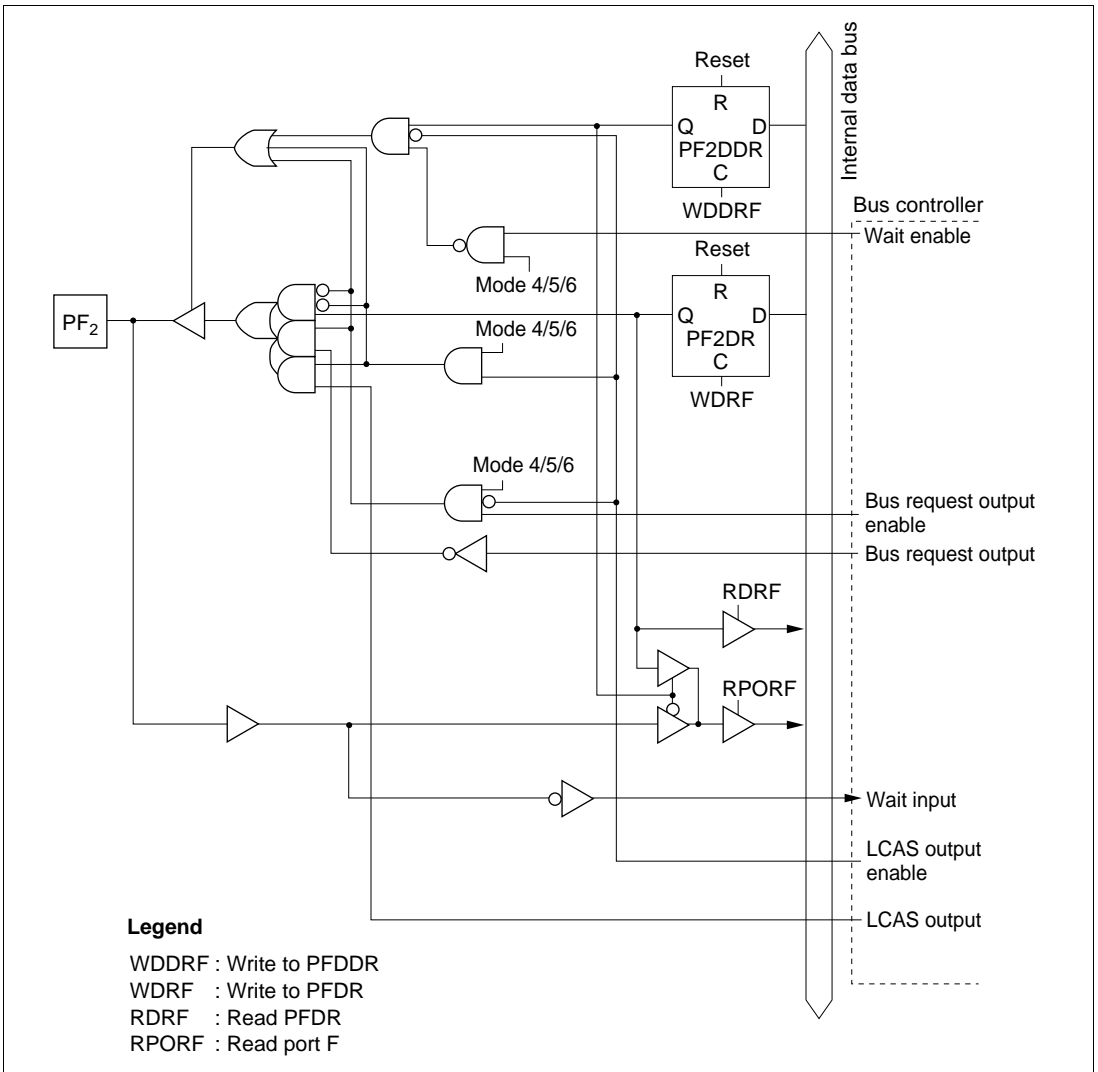 Reset
R
Q D
PF2DDR
C
WDDRF
Internal data bus
Bus controller
Wait enable
Mode 4/5/6
Reset
R
Q D
PF2DR
C
WDRF
PF2
Mode 4/5/6
Mode 4/5/6
Bus request output
enable
Bus request output
RDRF
RPORF
Wait input
LCAS output
enable
LCAS output
Legend
WDDRF : Write to PFDDR
WDRF : Write to PFDR
RDRF : Read PFDR
RPORF : Read port F